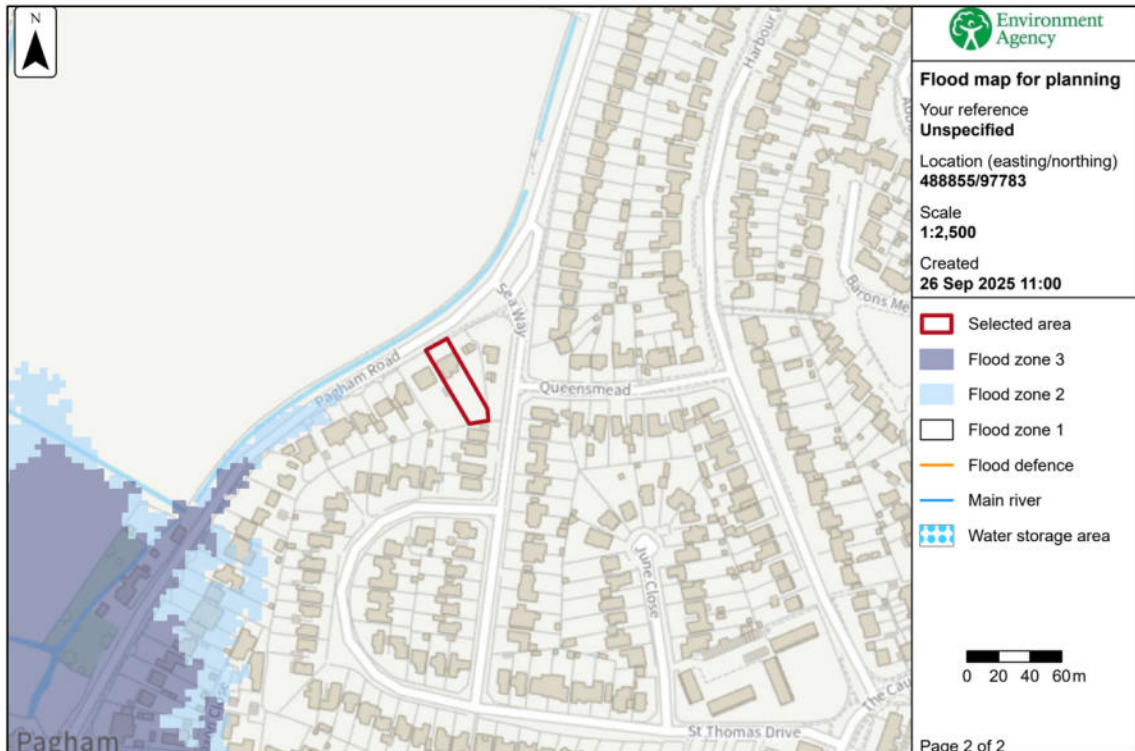 N
Environment
Agency
Flood map for planning
Your reference
Unspecified
Location (easting/northing)
488855/97783
Scale
1:2,500
Created
26 Sep 2025 11:00
Selected area
Flood zone 3
Flood zone 2
Flood zone 1
Flood defence
Main river
Water storage area
0 20 40 60m
Page 2 of 2
Harbour
Barons Me
Sea Way
Pagham Road
Queensmead
June Close
The Cau
St Thomas Drive
Close
Pagham